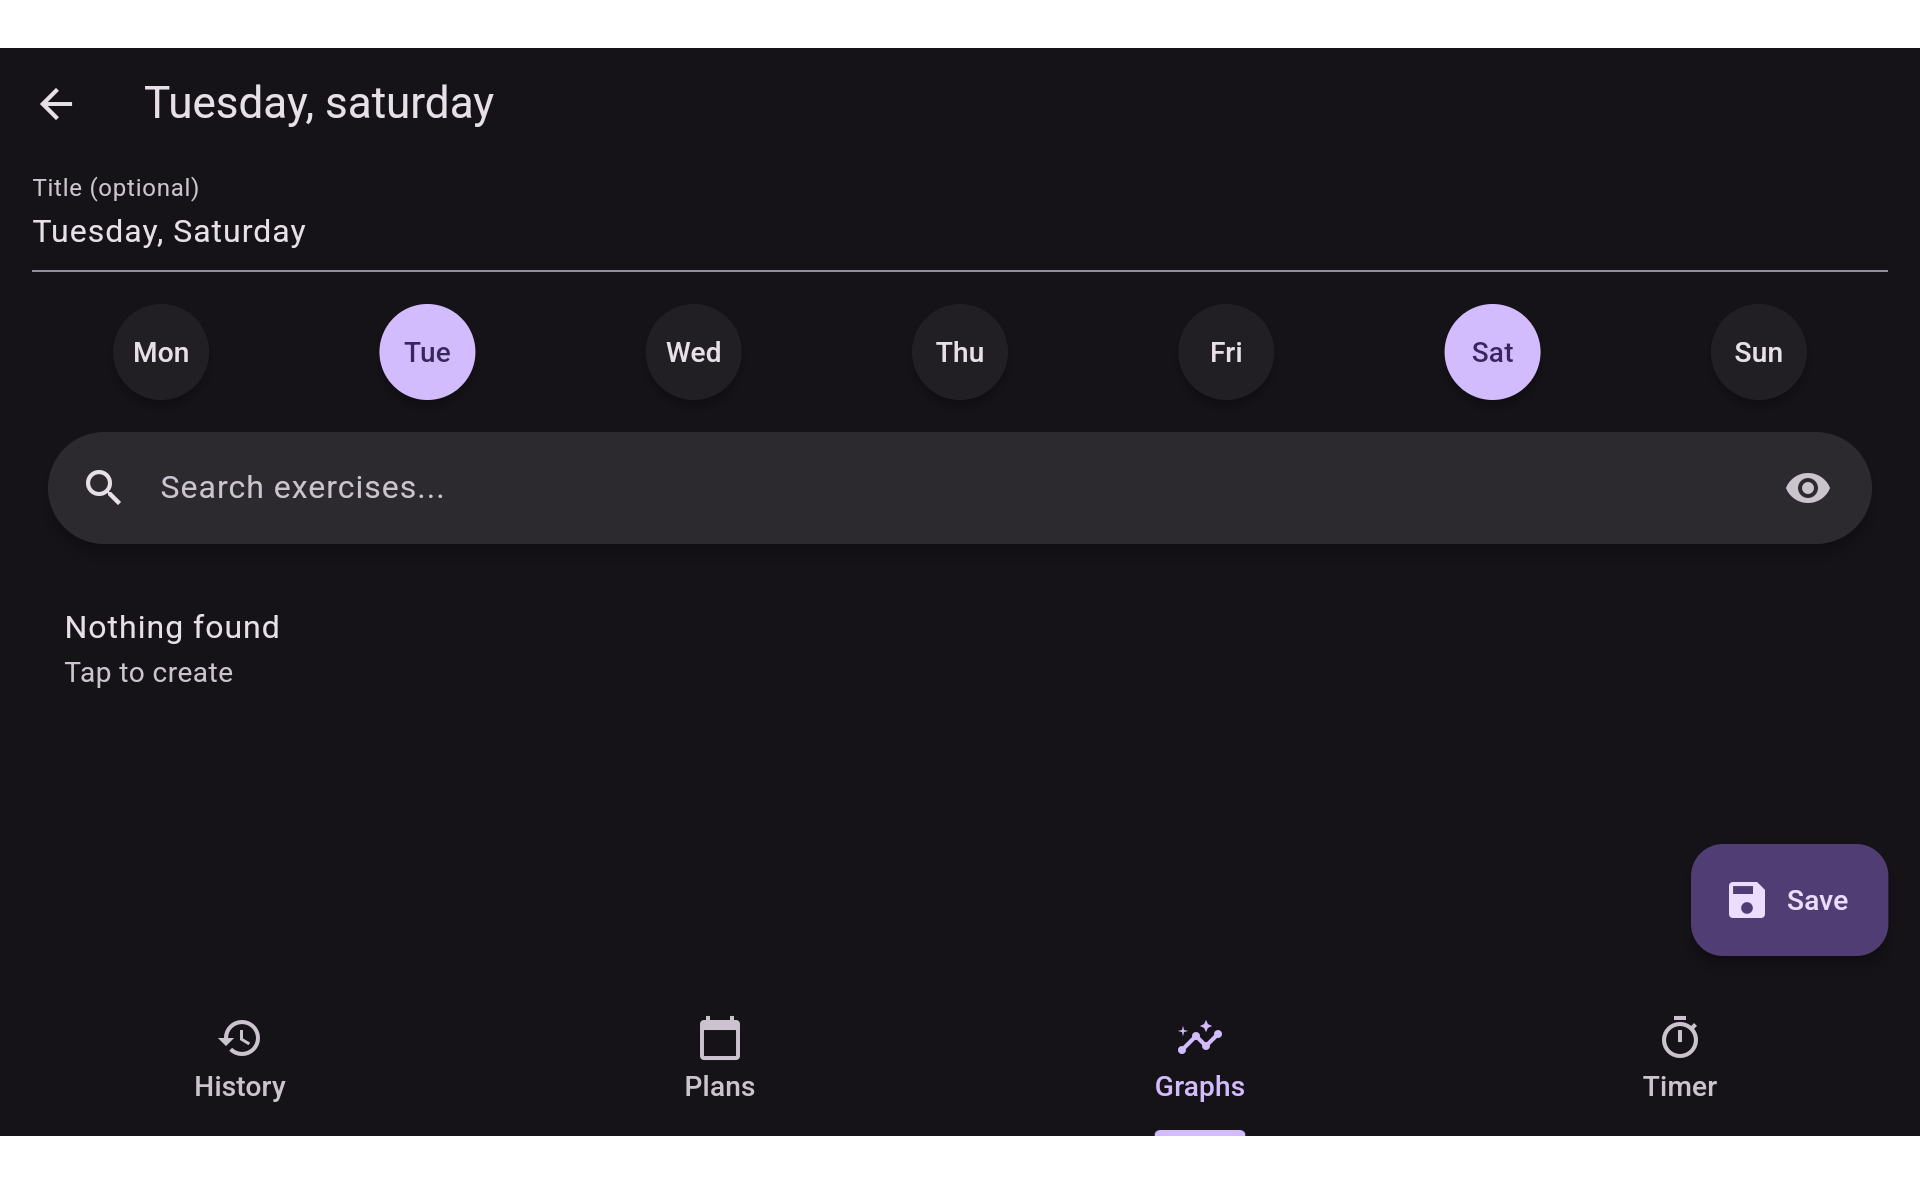 Tuesday, saturday
Title (optional)
Tuesday, Saturday
Mon Tue Wed Thu Fri Sat Sun
Search exercises...
Nothing found
Tap to create
Save
History Plans Graphs Timer